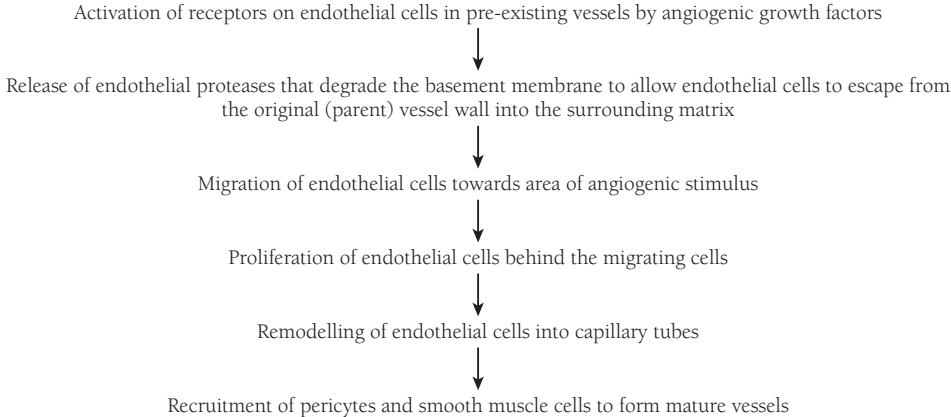 Activation of receptors on endothelial cells in pre-existing vessels by angiogenic growth factors
Release of endothelial proteases that degrade the basement membrane to allow endothelial cells to escape from
the original (parent) vessel wall into the surrounding matrix
Migration of endothelial cells towards area of angiogenic stimulus
Proliferation of endothelial cells behind the migrating cells
Remodelling of endothelial cells into capillary tubes
Recruitment of pericytes and smooth muscle cells to form mature vessels